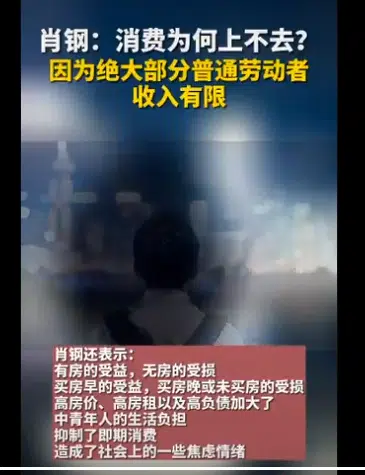 肖钢：消费为何上不去？
因为绝大部分普通劳动者
收入有限
肖钢还表示：
有房的受益，无房的受损
买房早的受益，买房晚或未买房的受损
高房价、高房租以及高负债加大了
中青年人的生活负担
抑制了即期消费
造成了社会上的一些焦虑情绪